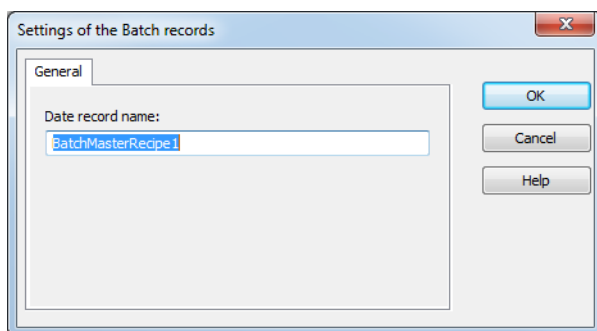 Settings of the Batch records
General
Date record name:
BatchMasterRecipe1
OK
Cancel
Help